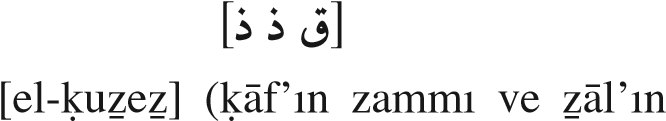 [ق ذ ذ]
[el-ḳuẕeẕ] (ḳāf’ın zammı ve ẕāl’ın